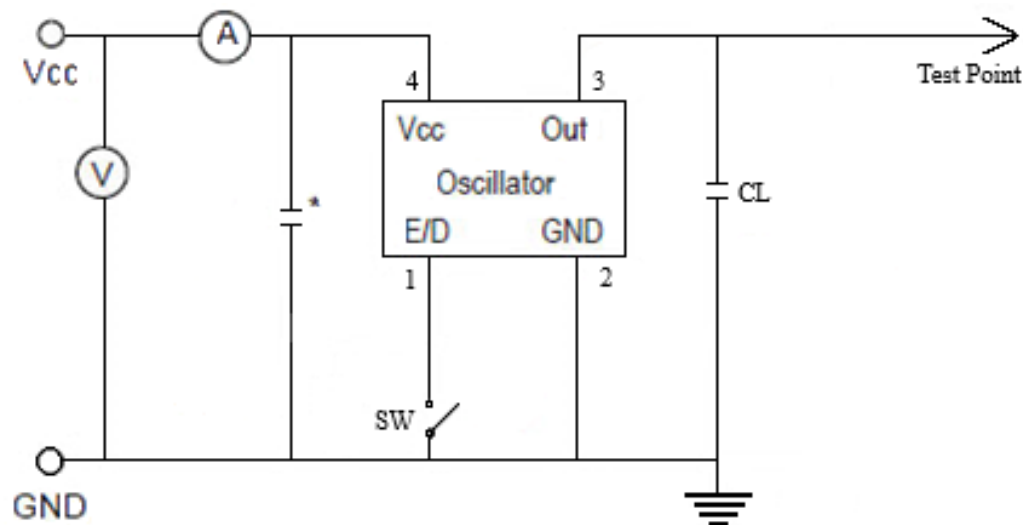 A
Vcc
4
3
Test Point
Vcc
Out
V
Oscillator
*
CL
E/D
GND
1
2
SW
GND